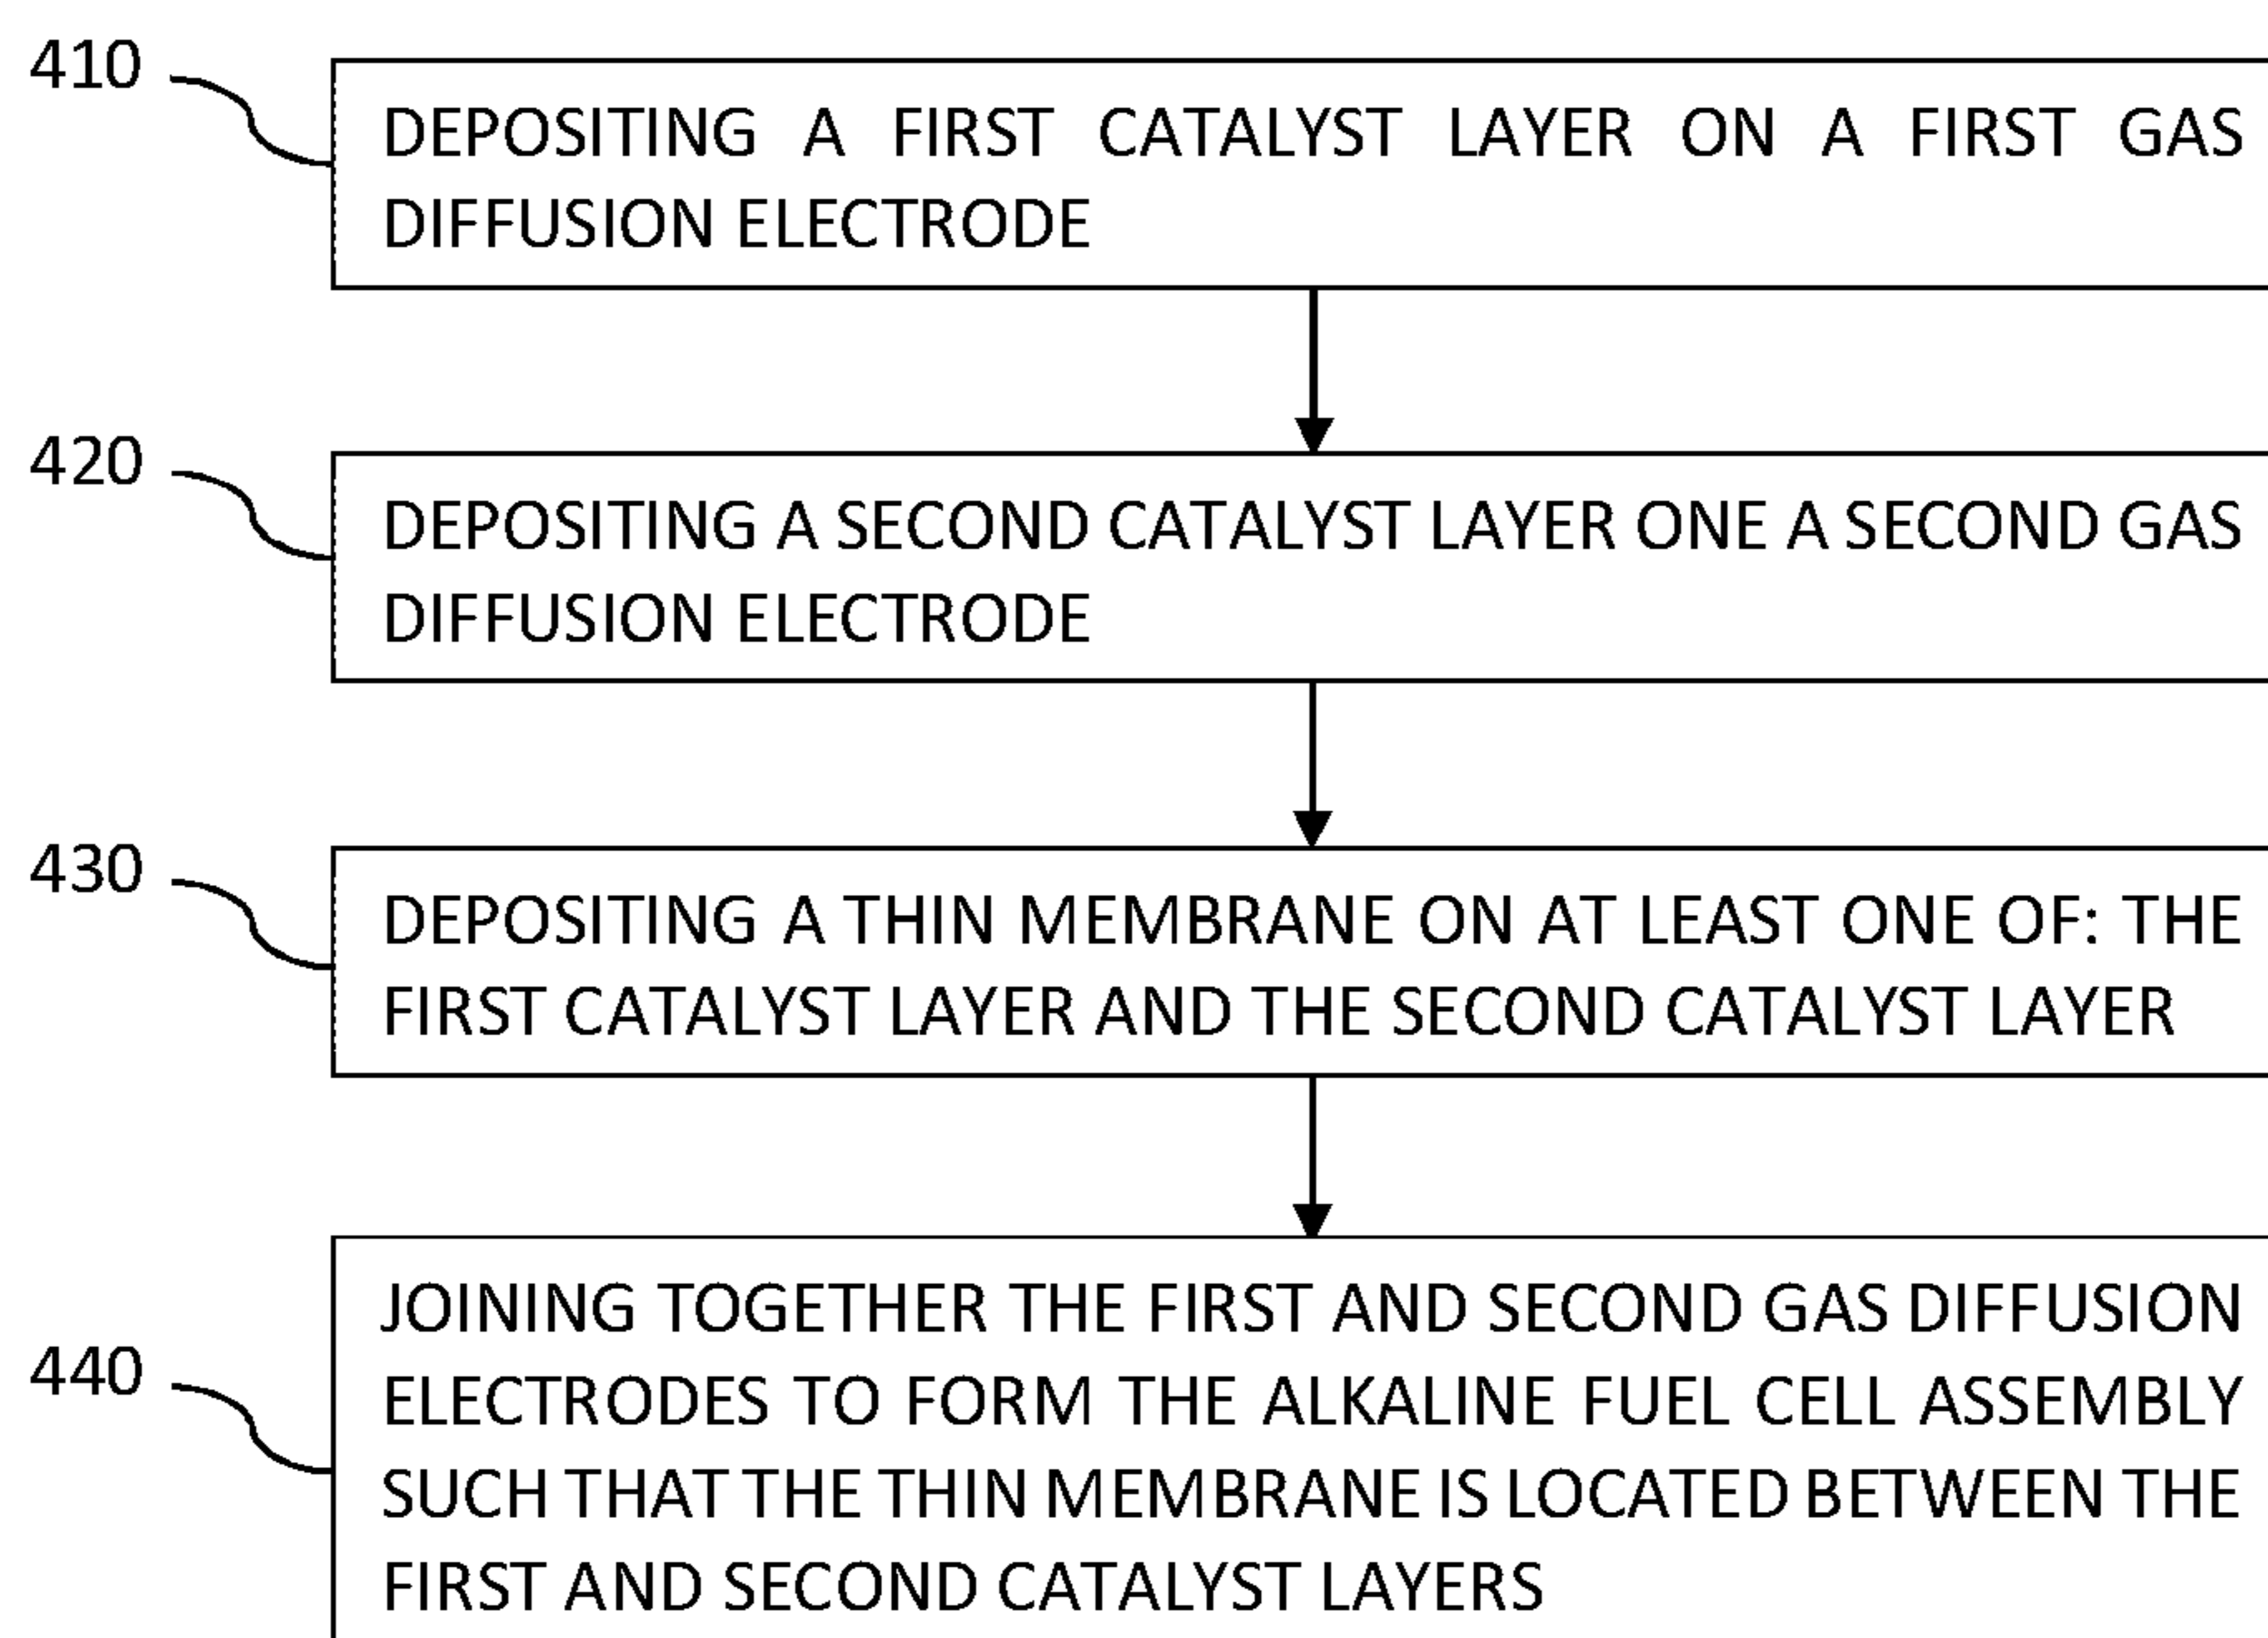 410
DEPOSITING A FIRST CATALYST LAYER ON A FIRST GAS
DIFFUSION ELECTRODE
420
DEPOSITING A SECOND CATALYST LAYER ONE A SECOND GAS
DIFFUSION ELECTRODE
430
DEPOSITING A THIN MEMBRANE ON AT LEAST ONE OF: THE
FIRST CATALYST LAYER AND THE SECOND CATALYST LAYER
440
JOINING TOGETHER THE FIRST AND SECOND GAS DIFFUSION
ELECTRODES TO FORM THE ALKALINE FUEL CELL ASSEMBLY
SUCH THAT THE THIN MEMBRANE IS LOCATED BETWEEN THE
FIRST AND SECOND CATALYST LAYERS